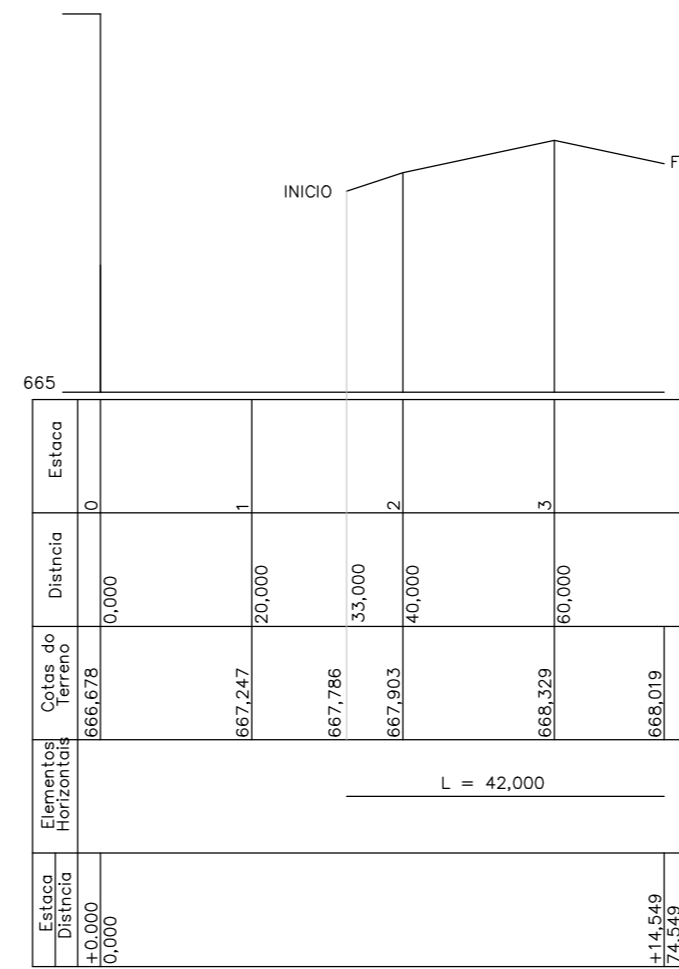 INICIO
F
665
Estaca
0
1
2
3
Distncia
0,000
20,000
33,000
40,000
60,000
Cotas do
Terreno
666,678
667,247
667,786
667,903
668,329
668,019
Elementos
Horizontais
L = 42,000
Estaca
Distncia
+0.000
0,000
+14,549
74,549